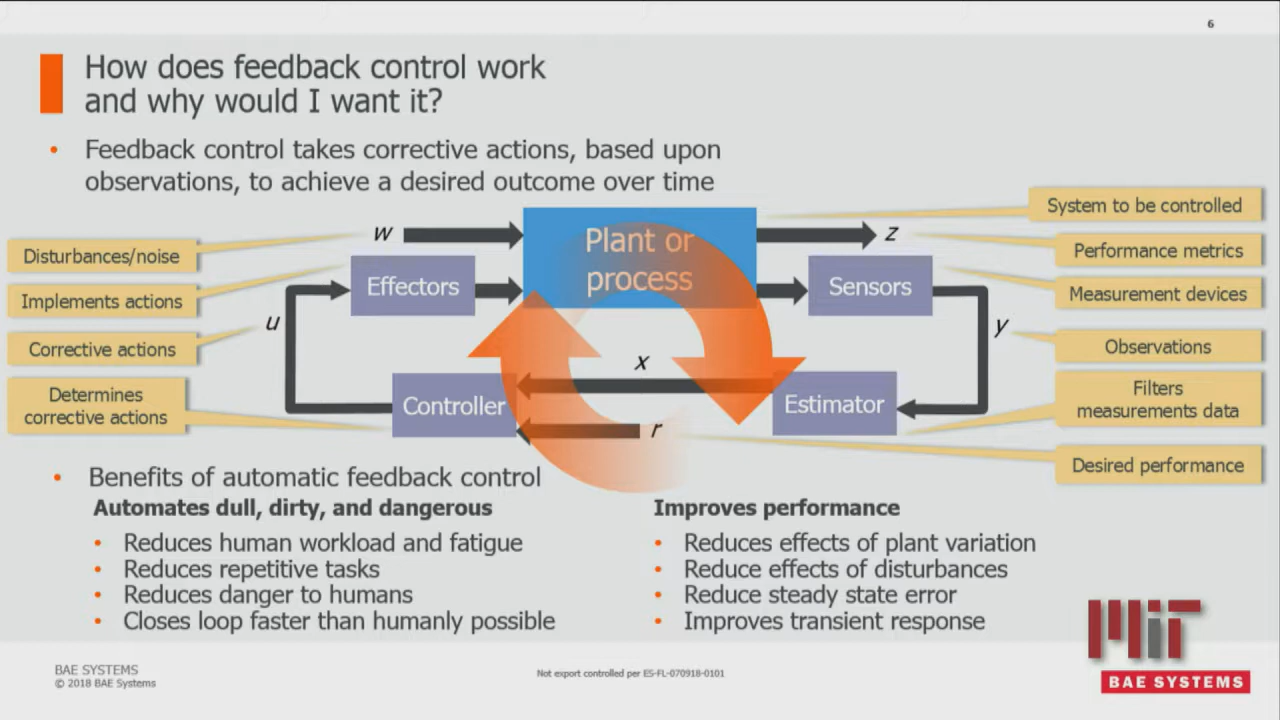 6
How does feedback control work
and why would I want it?
• Feedback control takes corrective actions, based upon
observations, to achieve a desired outcome over time
System to be controlled
w
Plant or
process
z
Disturbances/noise
Performance metrics
Effectors
Sensors
Implements actions
Measurement devices
u
y
Corrective actions
Observations
x
Determines
corrective actions
Controller
Estimator
Filters
measurements data
r
Desired performance
• Benefits of automatic feedback control
Automates dull, dirty, and dangerous
• Reduces human workload and fatigue
• Reduces repetitive tasks
• Reduces danger to humans
• Closes loop faster than humanly possible
Improves performance
• Reduces effects of plant variation
• Reduce effects of disturbances
• Reduce steady state error
• Improves transient response
MIT
BAE SYSTEMS
BAE SYSTEMS
© 2018 BAE Systems
Not export controlled per ES-FL-070918-0101